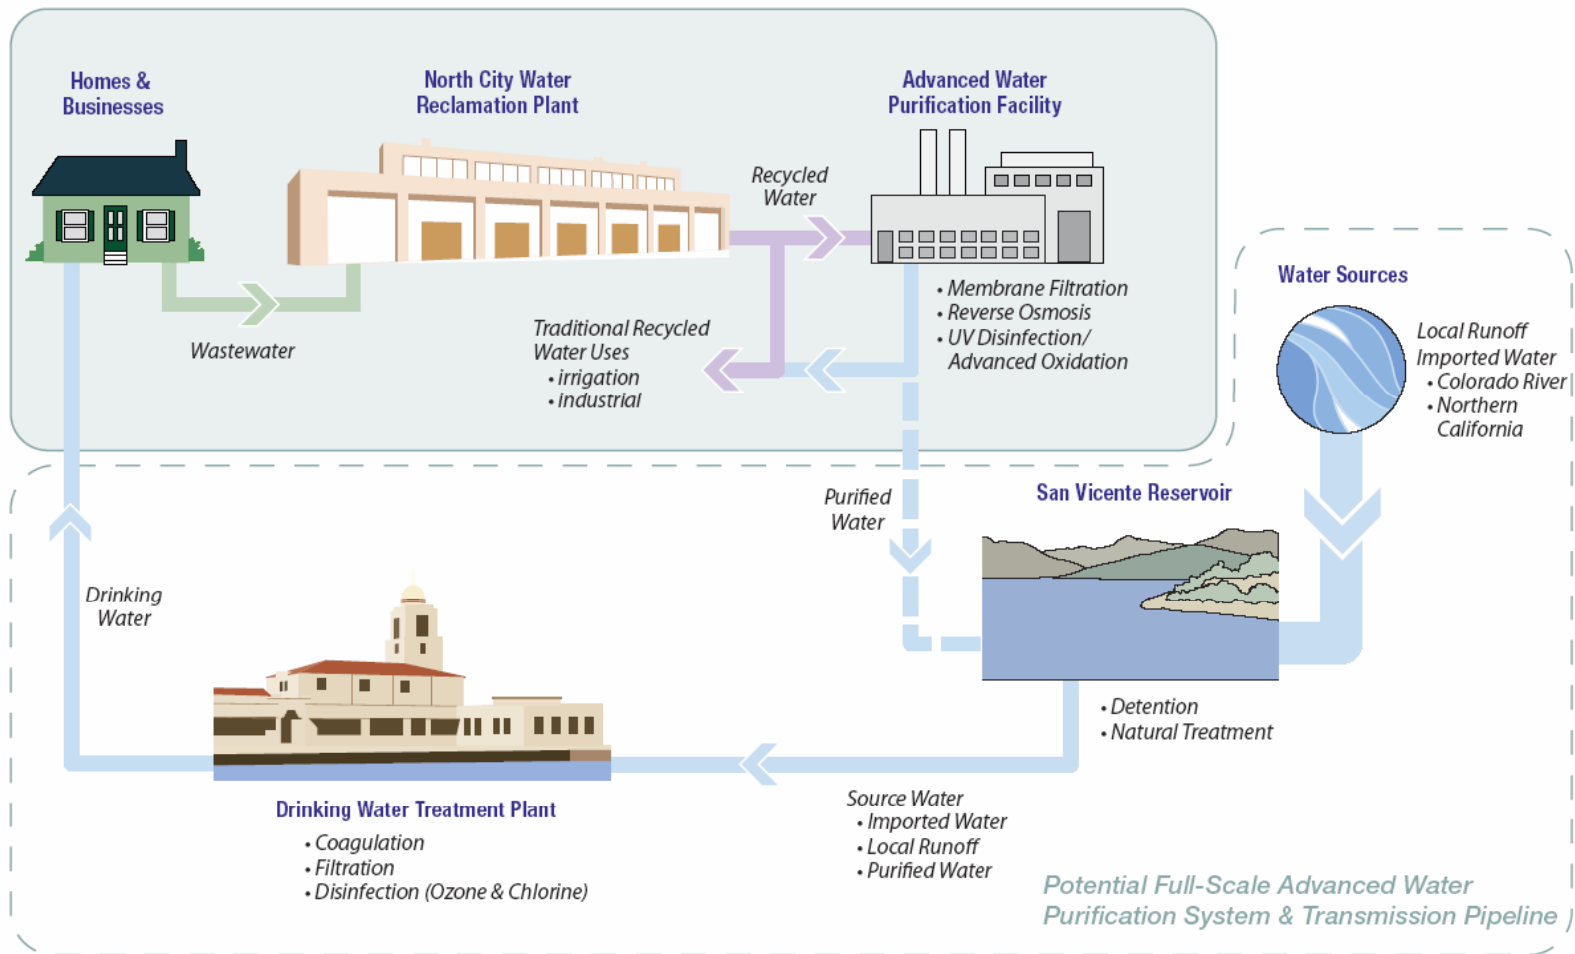 Homes &
Businesses
North City Water
Reclamation Plant
Advanced Water
Purification Facility
Recycled
Water
Wastewater
Traditional Recycled
Water Uses
• irrigation
• industrial
• Membrane Filtration
• Reverse Osmosis
• UV Disinfection/
Advanced Oxidation
Water Sources
Local Runoff
Imported Water
• Colorado River
• Northern
California
Purified
Water
San Vicente Reservoir
• Detention
• Natural Treatment
Drinking
Water
Drinking Water Treatment Plant
• Coagulation
• Filtration
• Disinfection (Ozone & Chlorine)
Source Water
• Imported Water
• Local Runoff
• Purified Water
Potential Full-Scale Advanced Water
Purification System & Transmission Pipeline